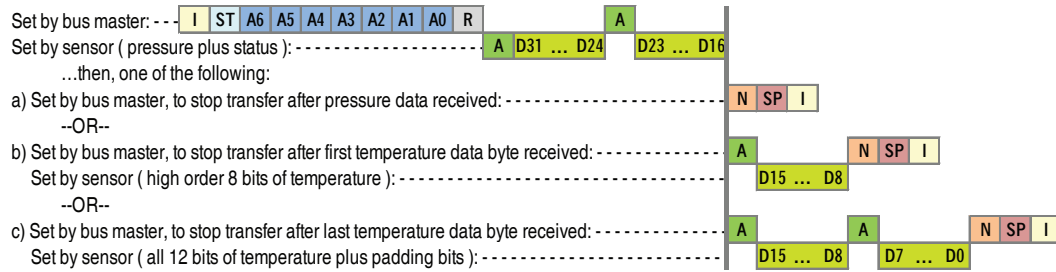 Set by bus master: - - - I ST A6 A5 A4 A3 A2 A1 A0 R A
Set by sensor ( pressure plus status ): - - - - - - - - - - - - - - - - - - - - A D31 ... D24 D23 ... D16
...then, one of the following:
a) Set by bus master, to stop transfer after pressure data received: - - - - - - - - - - - - - - - - - - - - - - - N SP I
--OR--
b) Set by bus master, to stop transfer after first temperature data byte received: - - - - - - - - - - - - - A N SP I
Set by sensor ( high order 8 bits of temperature ): - - - - - - - - - - - - - - - - - - - - - - - - - - - - - - - - - - D15 ... D8
--OR--
c) Set by bus master, to stop transfer after last temperature data byte received: - - - - - - - - - - - - - A A N SP I
Set by sensor ( all 12 bits of temperature plus padding bits ): - - - - - - - - - - - - - - - - - - - - - - - - - D15 ... D8 D7 ... D0